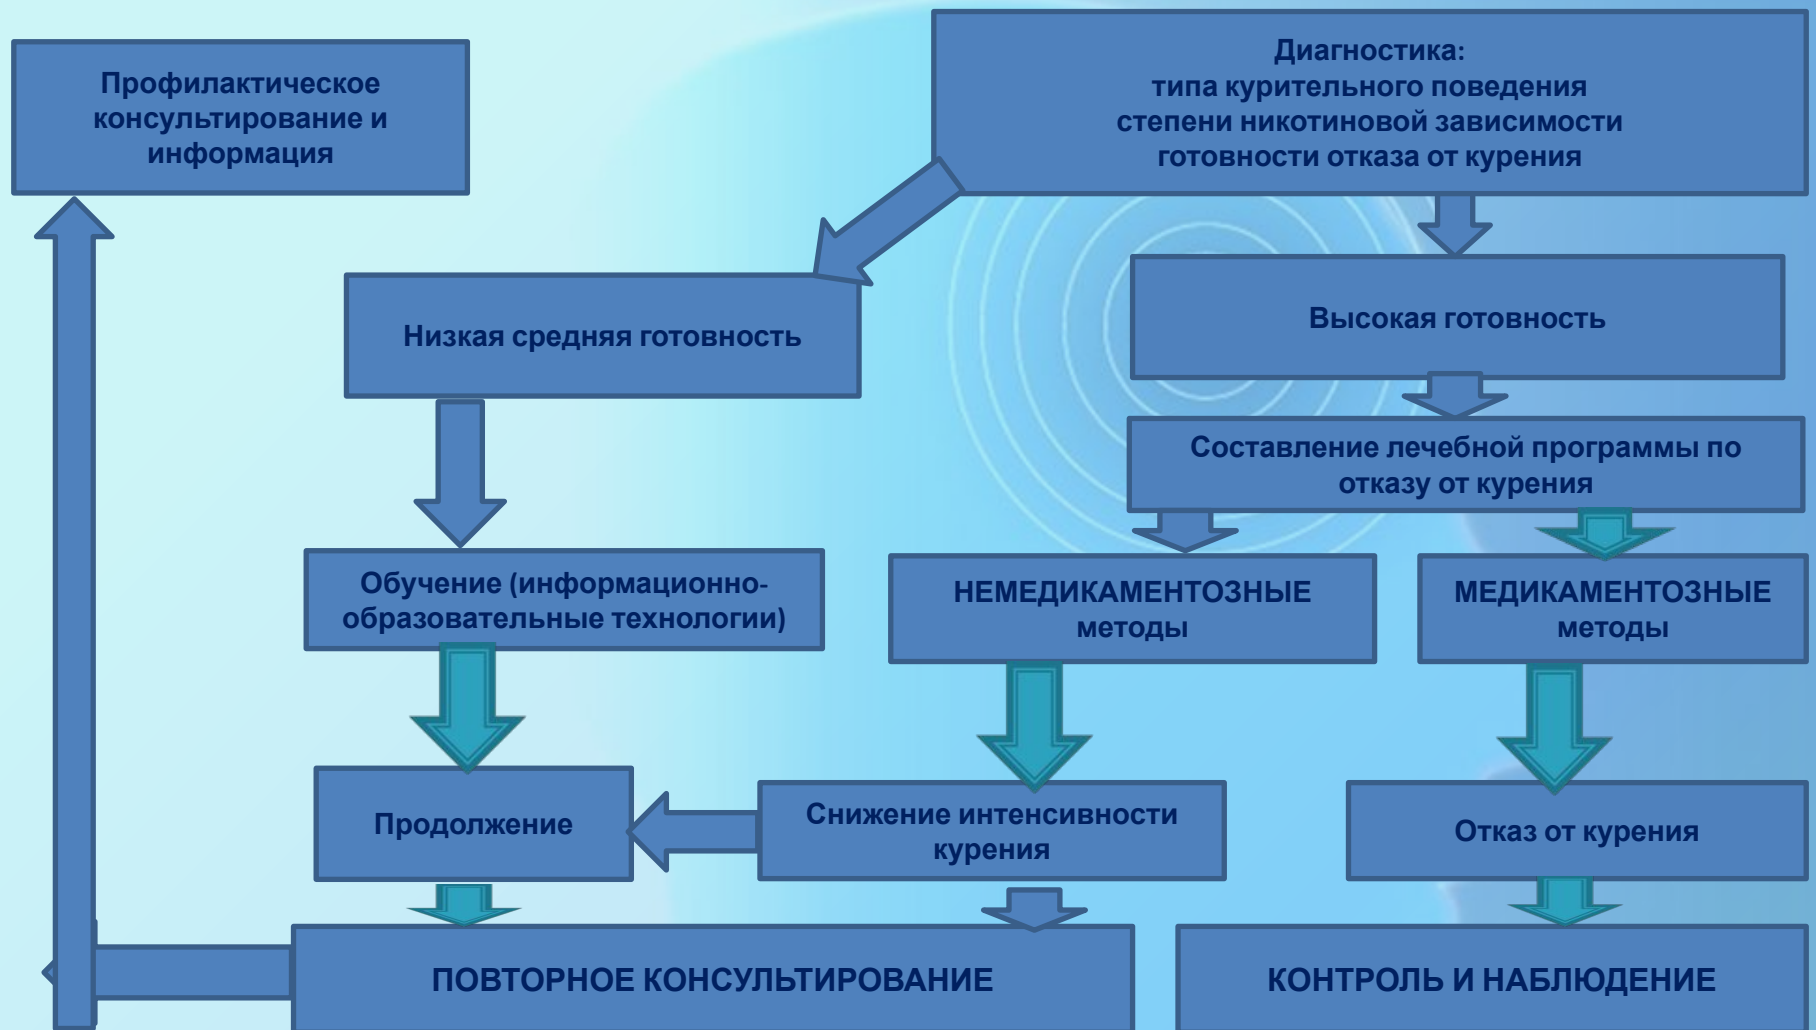 Профилактическое
консультирование и
информация
Диагностика:
типа курительного поведения
степени никотиновой зависимости
готовности отказа от курения
Низкая средняя готовность
Высокая готовность
Составление лечебной программы по
отказу от курения
Обучение (информационно-
образовательные технологии)
НЕМЕДИКАМЕНТОЗНЫЕ
методы
МЕДИКАМЕНТОЗНЫЕ
методы
Продолжение
Снижение интенсивности
курения
Отказ от курения
ПОВТОРНОЕ КОНСУЛЬТИРОВАНИЕ
КОНТРОЛЬ И НАБЛЮДЕНИЕ